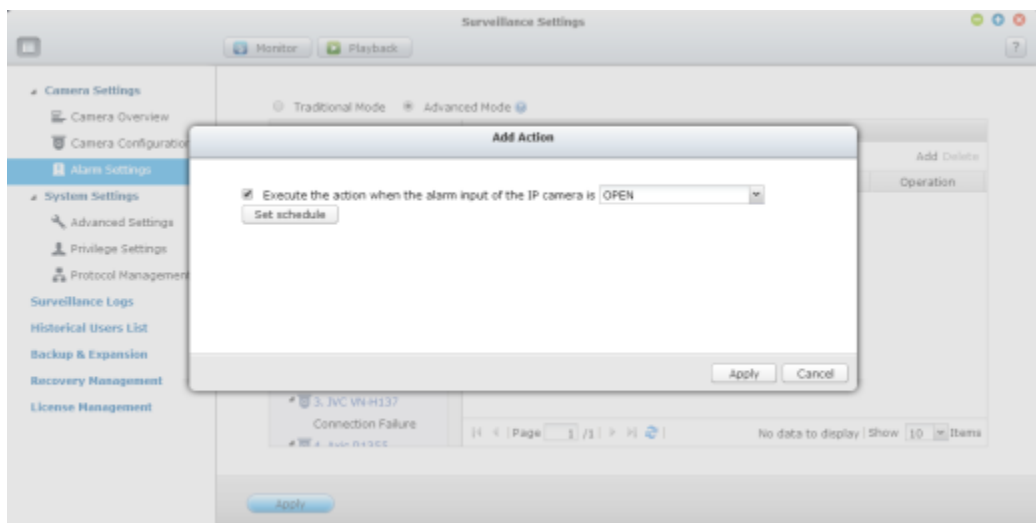 Surveillance Settings
Monitor Playback ?
Camera Settings
Camera Overview
Camera Configuration
Alarm Settings
System Settings
Advanced Settings
Privilege Settings
Protocol Management
Surveillance Logs
Historical Users List
Backup & Expansion
Recovery Management
License Management
Traditional Mode Advanced Mode
Add Delete
Operation
Add Action
Execute the action when the alarm input of the IP camera is OPEN
Set schedule
Apply Cancel
3. JVC VN-H137
Connection Failure
Page 1 /1 No data to display Show 10 Items
Apply